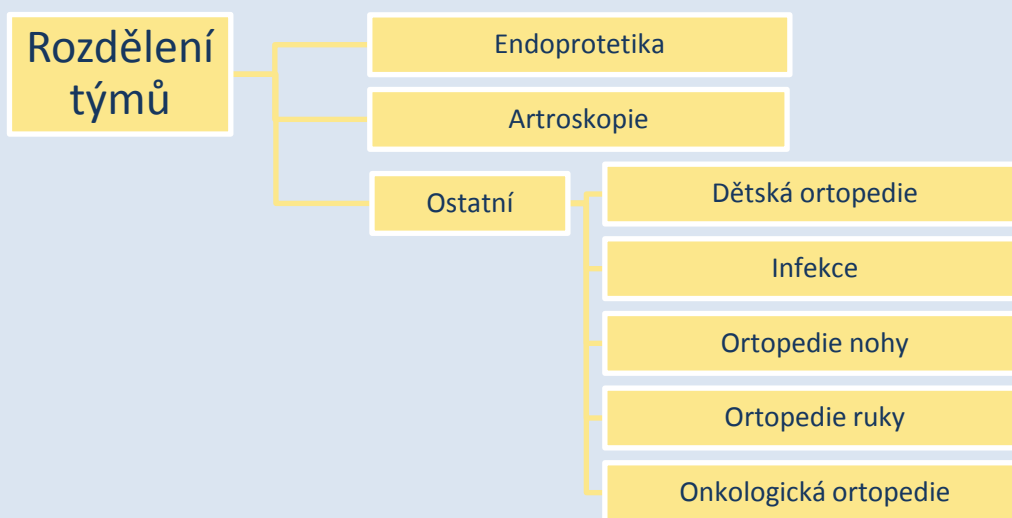 Rozdělení
týmů
Endoprotetika
Artroskopie
Ostatní
Dětská ortopedie
Infekce
Ortopedie nohy
Ortopedie ruky
Onkologická ortopedie